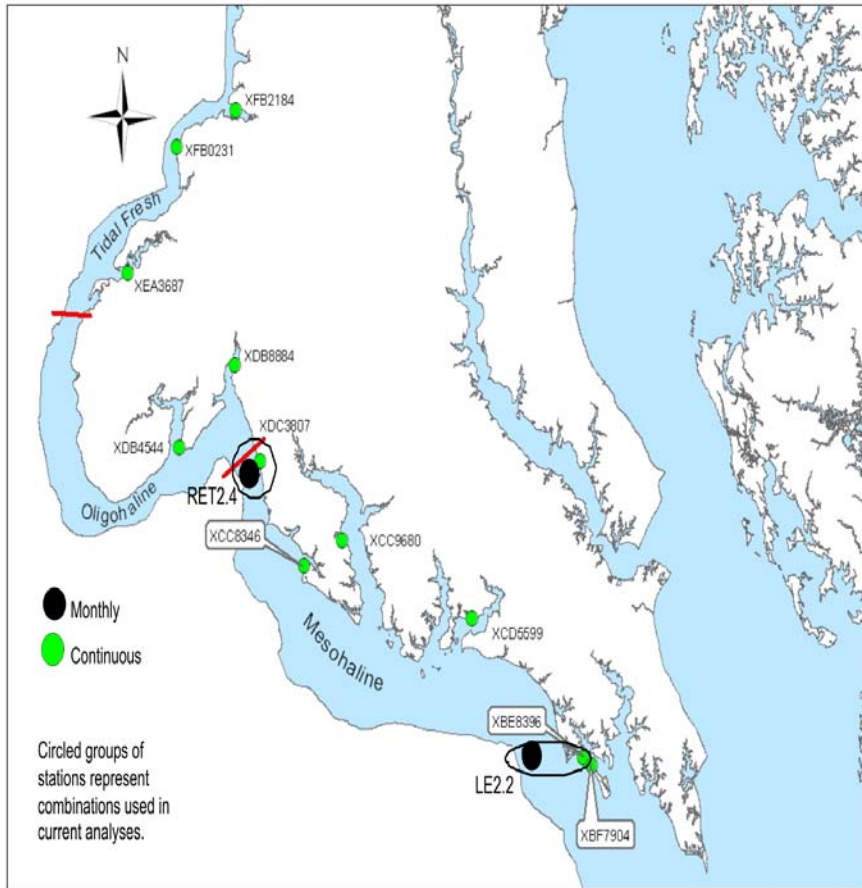 N
XFB2184
XFB0231
Tidal Fresh
XEA3687
XDB8884
XDC3807
XDB4544
RET2.4
Oligohaline
XCC8346
XCC9680
Monthly
Continuous
Mesohaline
XCD5599
XBE8396
LE2.2
XBF7904
Circled groups of
stations represent
combinations used in
current analyses.